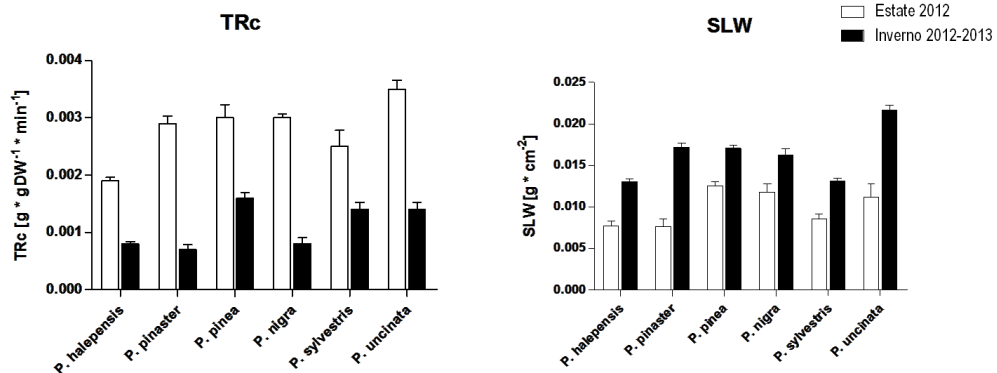 TRc
TRc [g * gDW-1 * min-1]
0.004
0.003
0.002
0.001
0.000
P. halepensis
P. pinaster
P. pinea
P. nigra
P. sylvestris
P. uncinata
SLW
Estate 2012
Inverno 2012-2013
SLW [g * cm-2]
0.025
0.020
0.015
0.010
0.005
0.000
P. halepensis
P. pinaster
P. pinea
P. nigra
P. sylvestris
P. uncinata